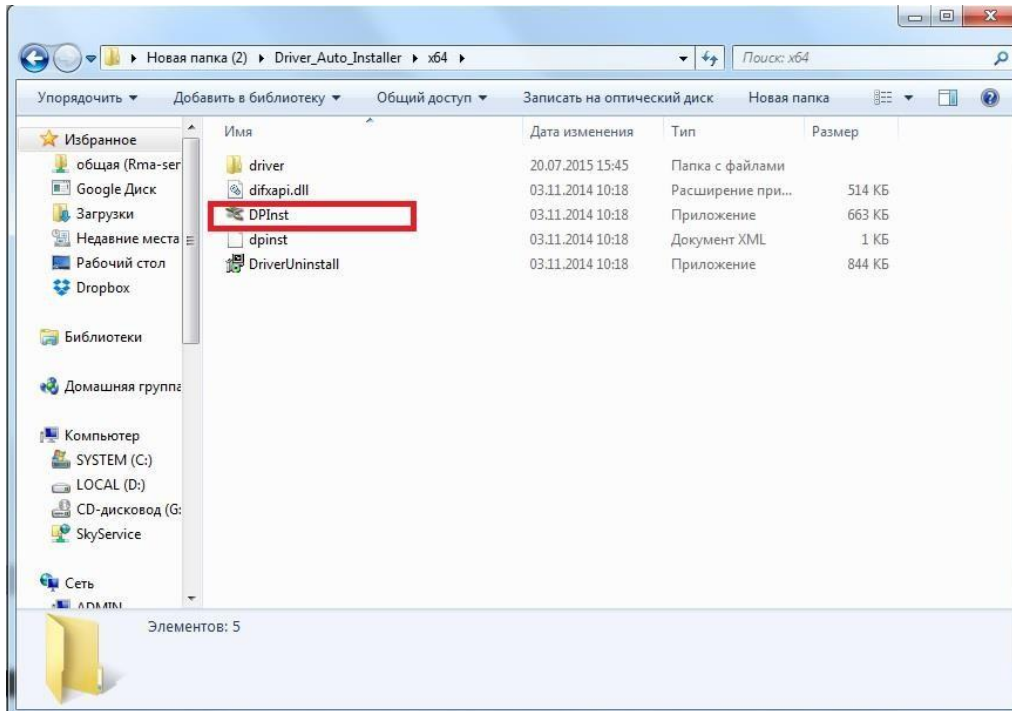 Новая папка (2) Driver_Auto_Installer x64
Поиск: x64
Упорядочить Добавить в библиотеку Общий доступ Записать на оптический диск Новая папка
Избранное
общая (Rma-ser
Google Диск
Загрузки
Недавние места
Рабочий стол
Dropbox
Библиотеки
Домашняя группа
Компьютер
SYSTEM (C:)
LOCAL (D:)
CD-дисковод (G:
SkyService
Сеть
ADMIN
Имя Дата изменения Тип Размер
driver 20.07.2015 15:45 Папка с файлами
difxapi.dll 03.11.2014 10:18 Расширение при... 514 КБ
DPInst 03.11.2014 10:18 Приложение 663 КБ
dpinst 03.11.2014 10:18 Документ XML 1 КБ
DriverUninstall 03.11.2014 10:18 Приложение 844 КБ
Элементов: 5